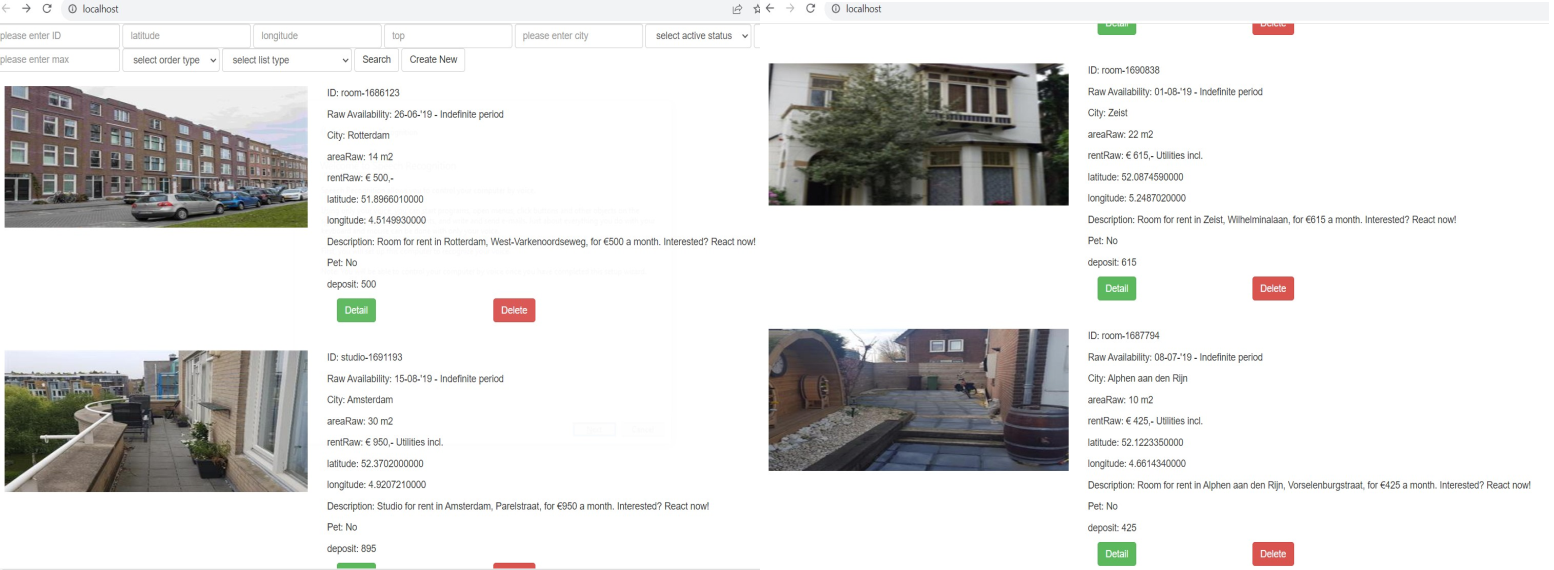 localhost
please enter ID
latitude
longitude
top
please enter city
select active status
please enter max
select order type
select list type
Search
Create New
ID: room-1686123
Raw Availability: 26-06-'19 - Indefinite period
City: Rotterdam
areaRaw: 14 m2
rentRaw: € 500,-
latitude: 51.8966010000
longitude: 4.5149930000
Description: Room for rent in Rotterdam, West-Varkenoordseweg, for €500 a month. Interested? React now!
Pet: No
deposit: 500
Detail
Delete
ID: studio-1691193
Raw Availability: 15-08-'19 - Indefinite period
City: Amsterdam
areaRaw: 30 m2
rentRaw: € 950,- Utilities incl.
latitude: 52.3702000000
longitude: 4.9207210000
Description: Studio for rent in Amsterdam, Parelstraat, for €950 a month. Interested? React now!
Pet: No
deposit: 895
localhost
Detail
Delete
ID: room-1690838
Raw Availability: 01-08-'19 - Indefinite period
City: Zeist
areaRaw: 22 m2
rentRaw: € 615,- Utilities incl.
latitude: 52.0874590000
longitude: 5.2487020000
Description: Room for rent in Zeist, Wilhelminalaan, for €615 a month. Interested? React now!
Pet: No
deposit: 615
Detail
Delete
ID: room-1687794
Raw Availability: 08-07-'19 - Indefinite period
City: Alphen aan den Rijn
areaRaw: 10 m2
rentRaw: € 425,- Utilities incl.
latitude: 52.1223350000
longitude: 4.6614340000
Description: Room for rent in Alphen aan den Rijn, Vorselenburgstraat, for €425 a month. Interested? React now!
Pet: No
deposit: 425
Detail
Delete